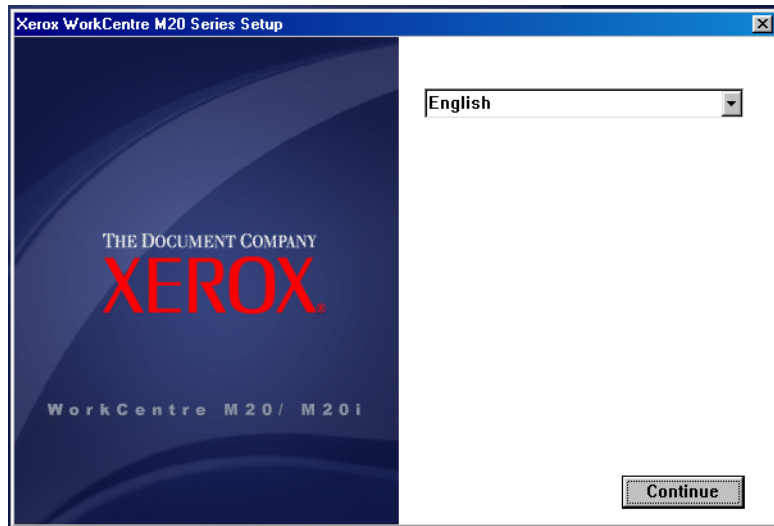 Xerox WorkCentre M20 Series Setup
English
THE DOCUMENT COMPANY
XEROX®
WorkCentre M20/ M20i
Continue